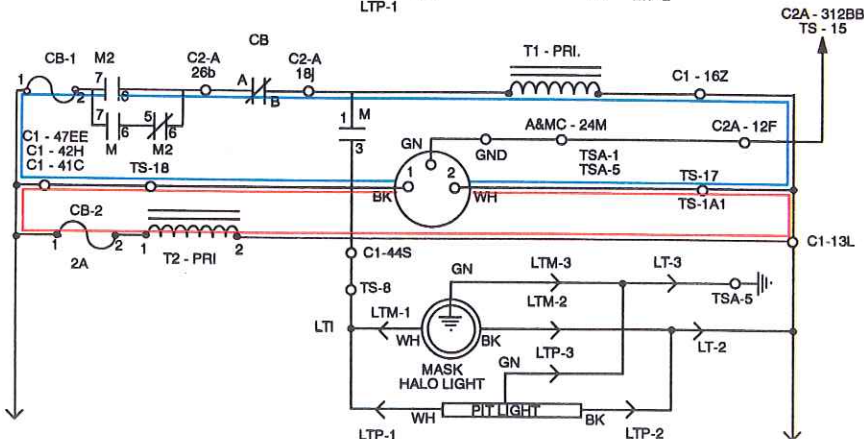 LTP-1
C2A - 312BB
TS - 15
CB-1
M2
C2-A
26b
CB
C2-A
18j
T1 - PRI.
C1 - 16Z
1
2
7
8
A
B
7
6
5
6
M
M2
1
M
3
C1 - 47EE
C1 - 42H
C1 - 41C
TS-18
GN
GND
A&MC - 24M
TSA-1
TSA-5
C2A - 12F
1
2
BK
WH
TS-17
TS-1A1
CB-2
1
2
2A
1
T2 - PRI
2
C1-13L
C1-44S
TS-8
GN
LTM-3
LTM-2
LT-3
TSA-5
LTI
LTM-1
WH
BK
MASK
HALO LIGHT
GN
LTP-3
LT-2
WH
PIT LIGHT
BK
LTP-1
LTP-2